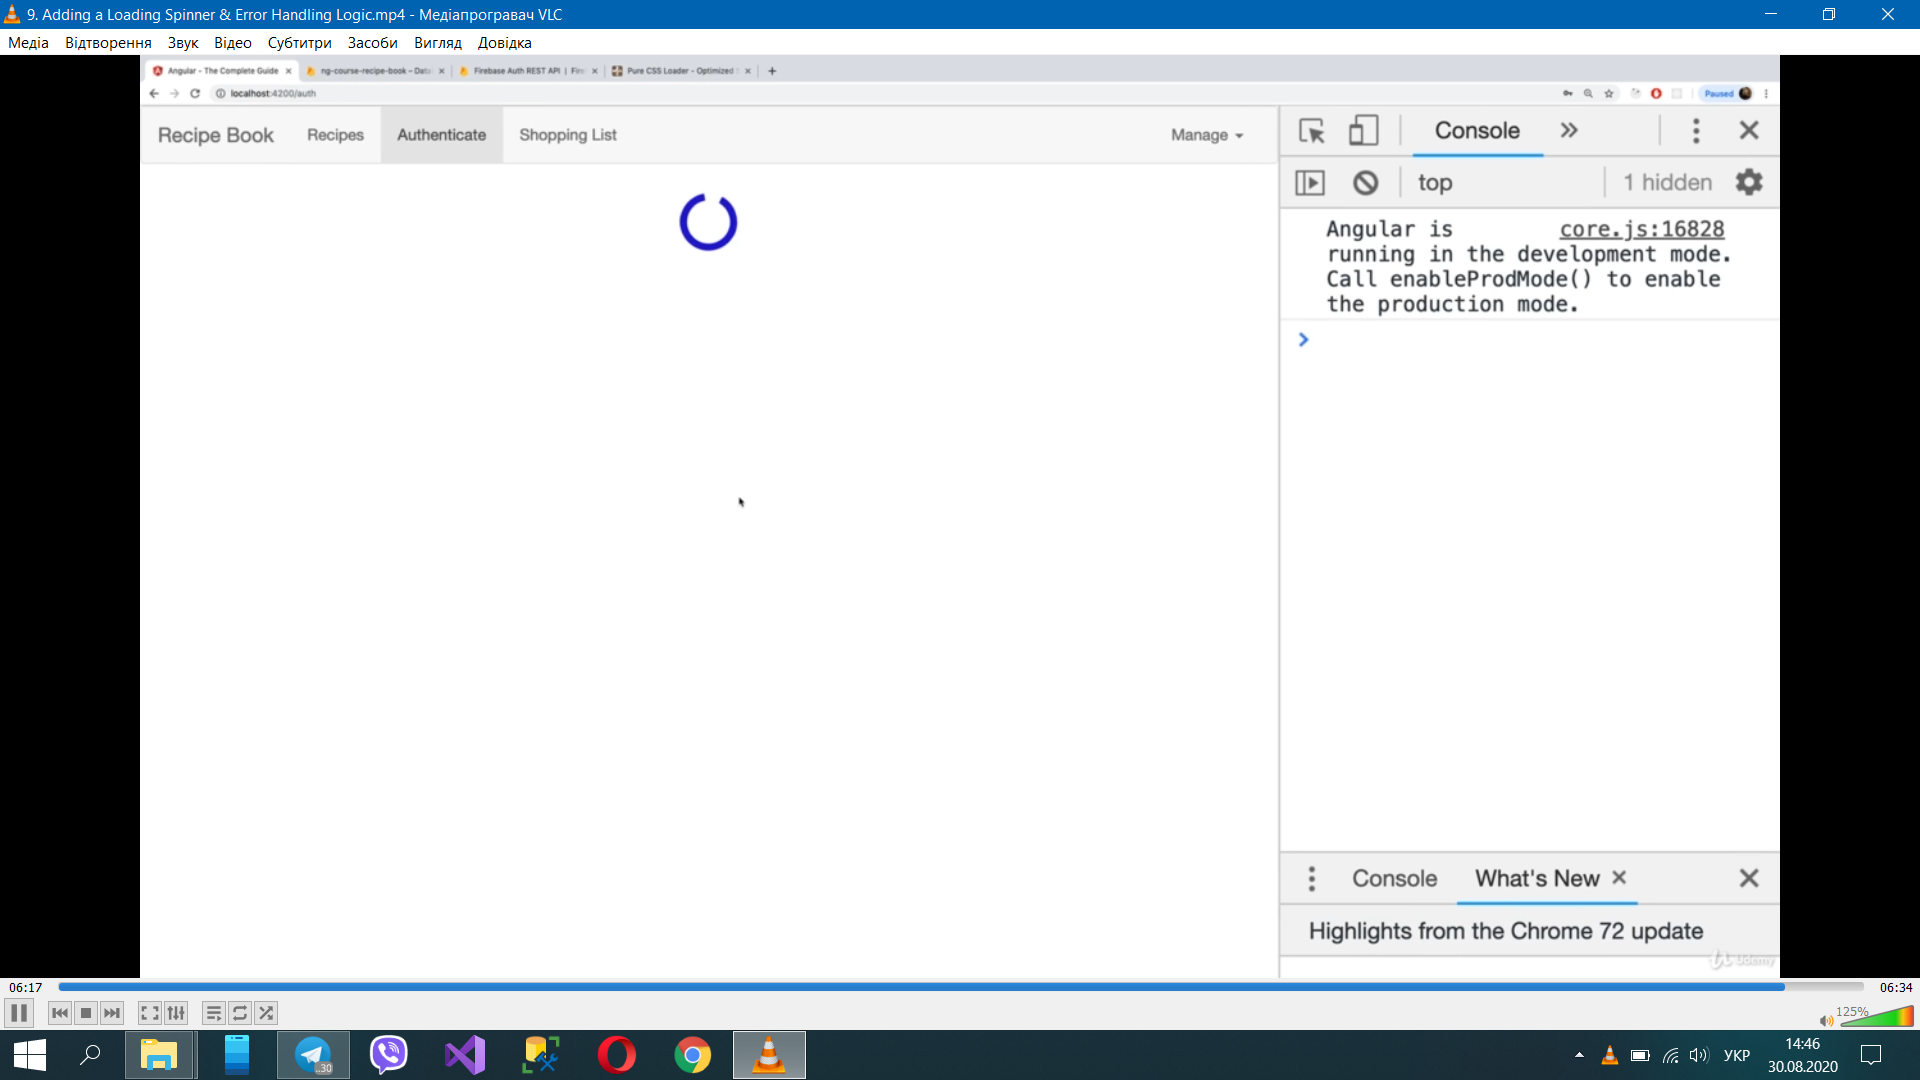 9. Adding a Loading Spinner & Error Handling Logic.mp4 - Медіапрогравач VLC
Медіа Відтворення Звук Відео Субтитри Засоби Вигляд Довідка
Angular - The Complete Guide ng-course-recipe-book – Data Firebase Auth REST API | Fire Pure CSS Loader - Optimized
localhost:4200/auth Paused
Recipe Book Recipes Authenticate Shopping List Manage
Console
top 1 hidden
Angular is core.js:16828
running in the development mode.
Call enableProdMode() to enable
the production mode.
Console What's New
Highlights from the Chrome 72 update
Udemy
06:17 06:34
125%
..30
УКР
14:46
30.08.2020